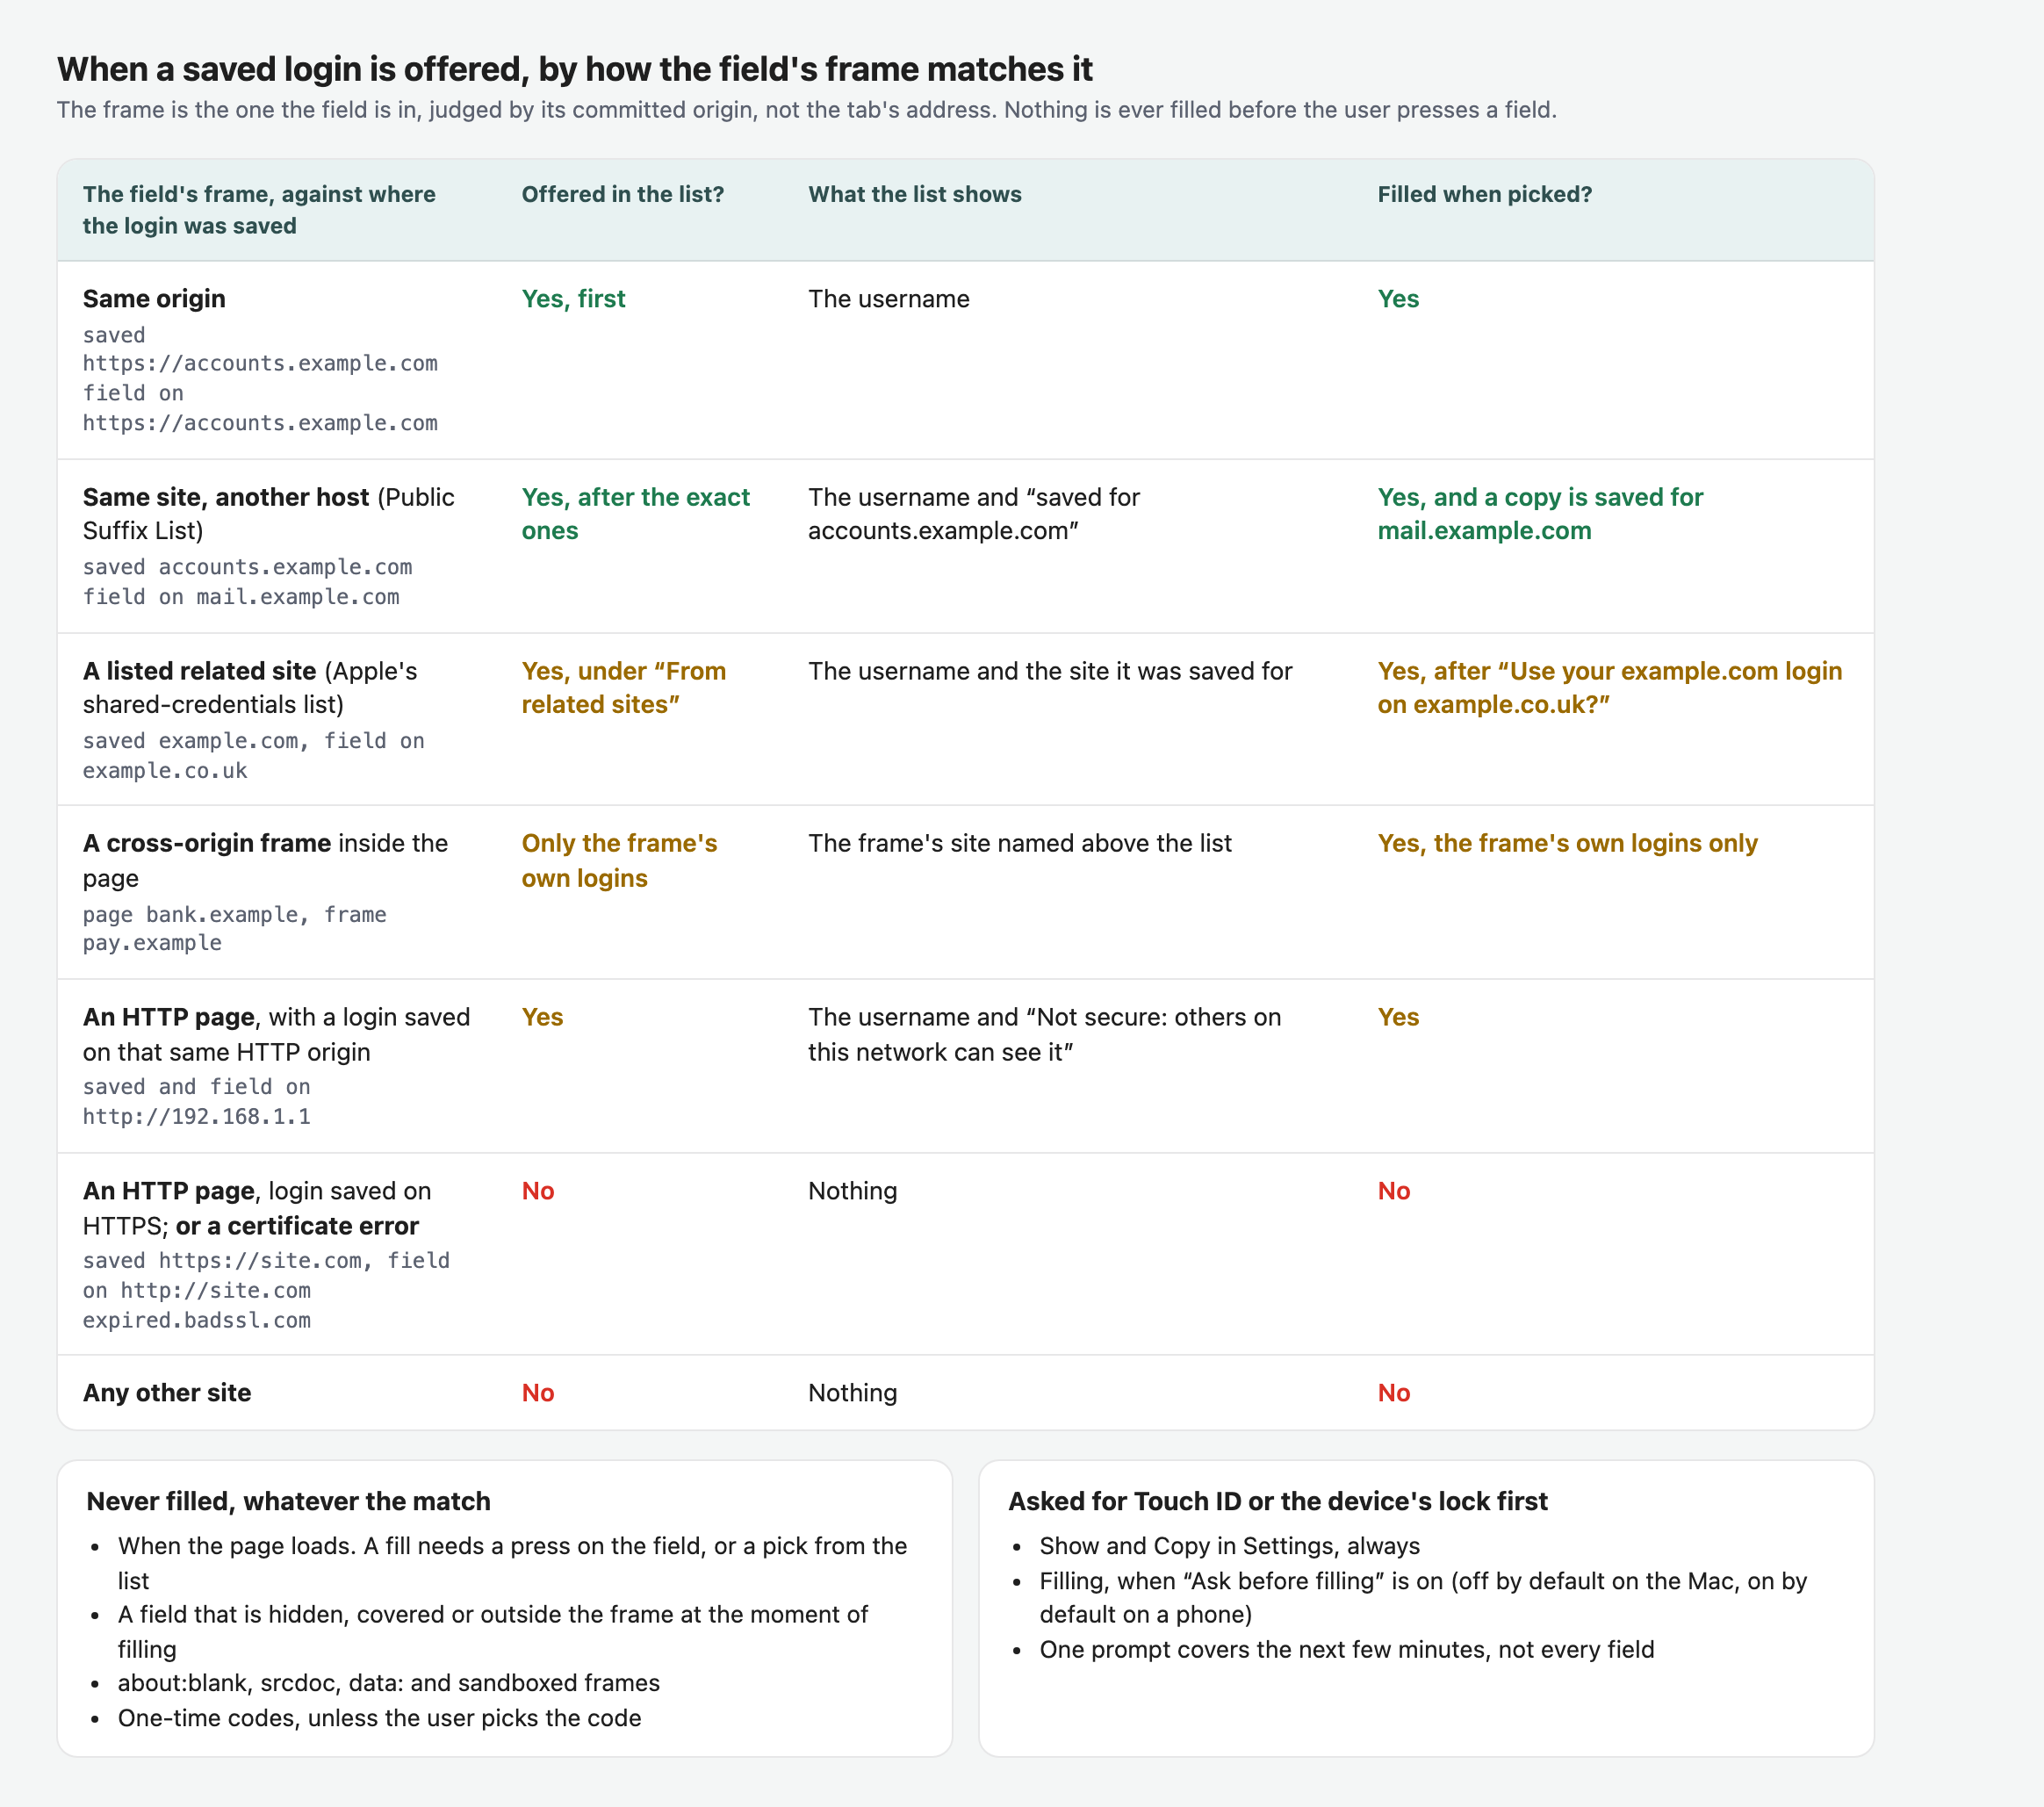 When a saved login is offered, by how the field's frame matches it
The frame is the one the field is in, judged by its committed origin, not the tab's address. Nothing is ever filled before the user presses a field.
The field's frame, against where
the login was saved
Offered in the list?
What the list shows
Filled when picked?
Same origin
saved
https://accounts.example.com
field on
https://accounts.example.com
Yes, first
The username
Yes
Same site, another host (Public
Suffix List)
saved accounts.example.com
field on mail.example.com
Yes, after the exact
ones
The username and “saved for
accounts.example.com”
Yes, and a copy is saved for
mail.example.com
A listed related site (Apple's
shared-credentials list)
saved example.com, field on
example.co.uk
Yes, under “From
related sites”
The username and the site it was saved for
Yes, after “Use your example.com login
on example.co.uk?”
A cross-origin frame inside the
page
page bank.example, frame
pay.example
Only the frame's
own logins
The frame's site named above the list
Yes, the frame's own logins only
An HTTP page, with a login saved
on that same HTTP origin
saved and field on
http://192.168.1.1
Yes
The username and “Not secure: others on
this network can see it”
Yes
An HTTP page, login saved on
HTTPS; or a certificate error
saved https://site.com, field
on http://site.com
expired.badssl.com
No
Nothing
No
Any other site
No
Nothing
No
Never filled, whatever the match
• When the page loads. A fill needs a press on the field, or a pick from the
list
• A field that is hidden, covered or outside the frame at the moment of
filling
• about:blank, srcdoc, data: and sandboxed frames
• One-time codes, unless the user picks the code
Asked for Touch ID or the device's lock first
• Show and Copy in Settings, always
• Filling, when “Ask before filling” is on (off by default on the Mac, on by
default on a phone)
• One prompt covers the next few minutes, not every field